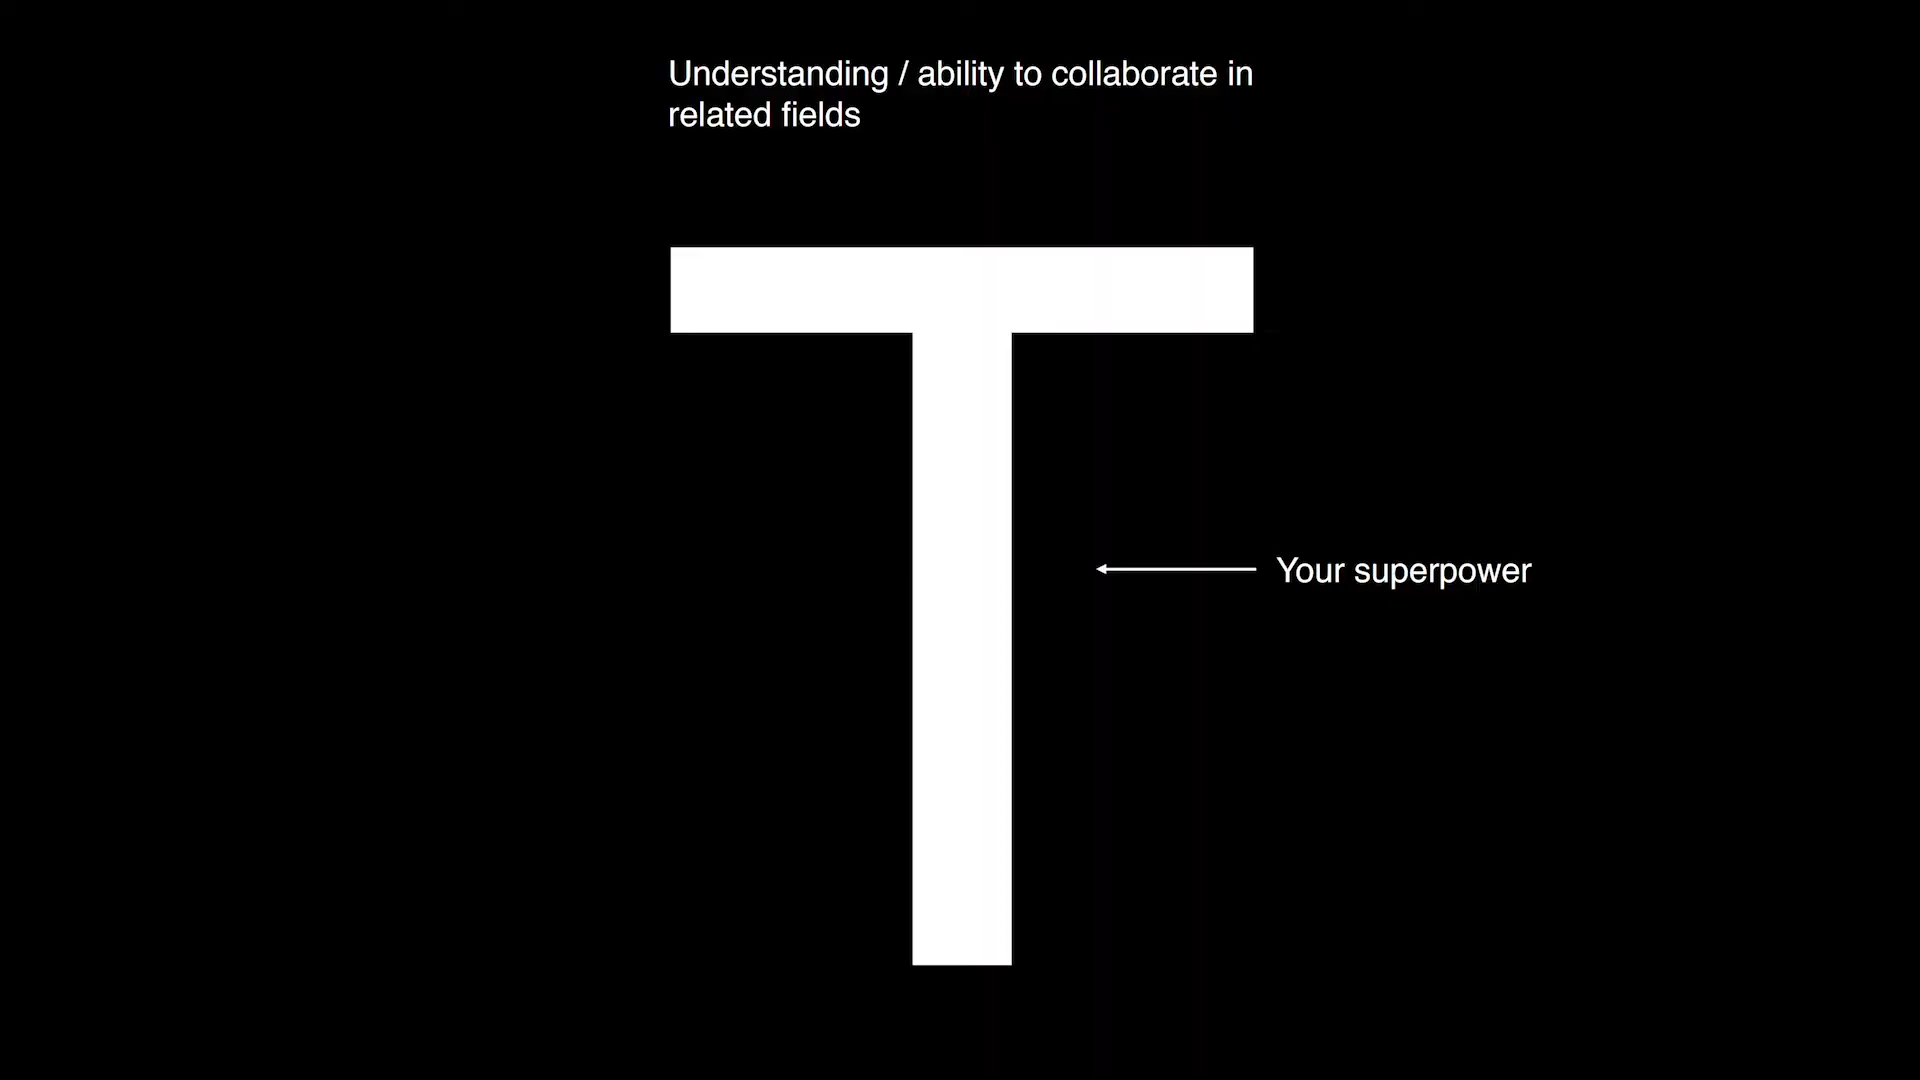 Understanding / ability to collaborate in
related fields
T
Your superpower